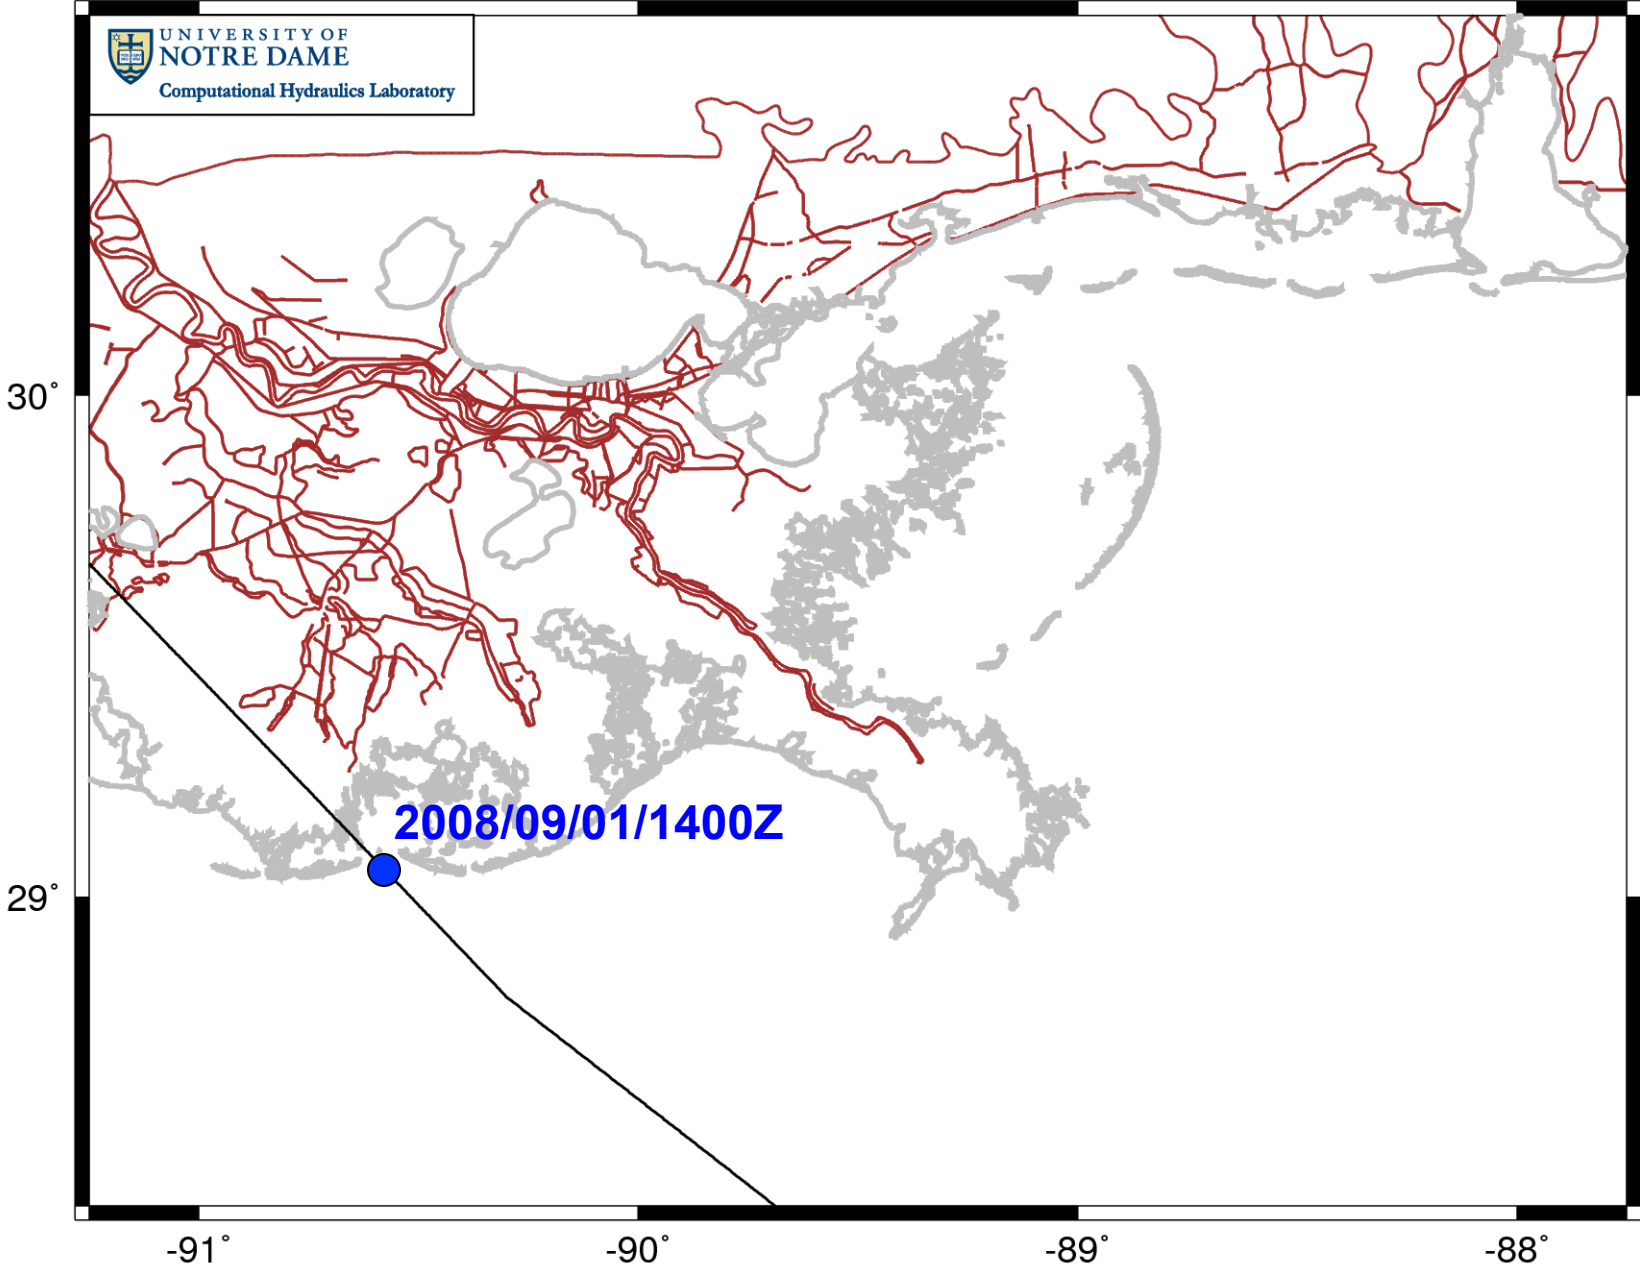 UNIVERSITY OF
NOTRE DAME
Computational Hydraulics Laboratory
30°
2008/09/01/1400Z
29°
-91° -90° -89° -88°